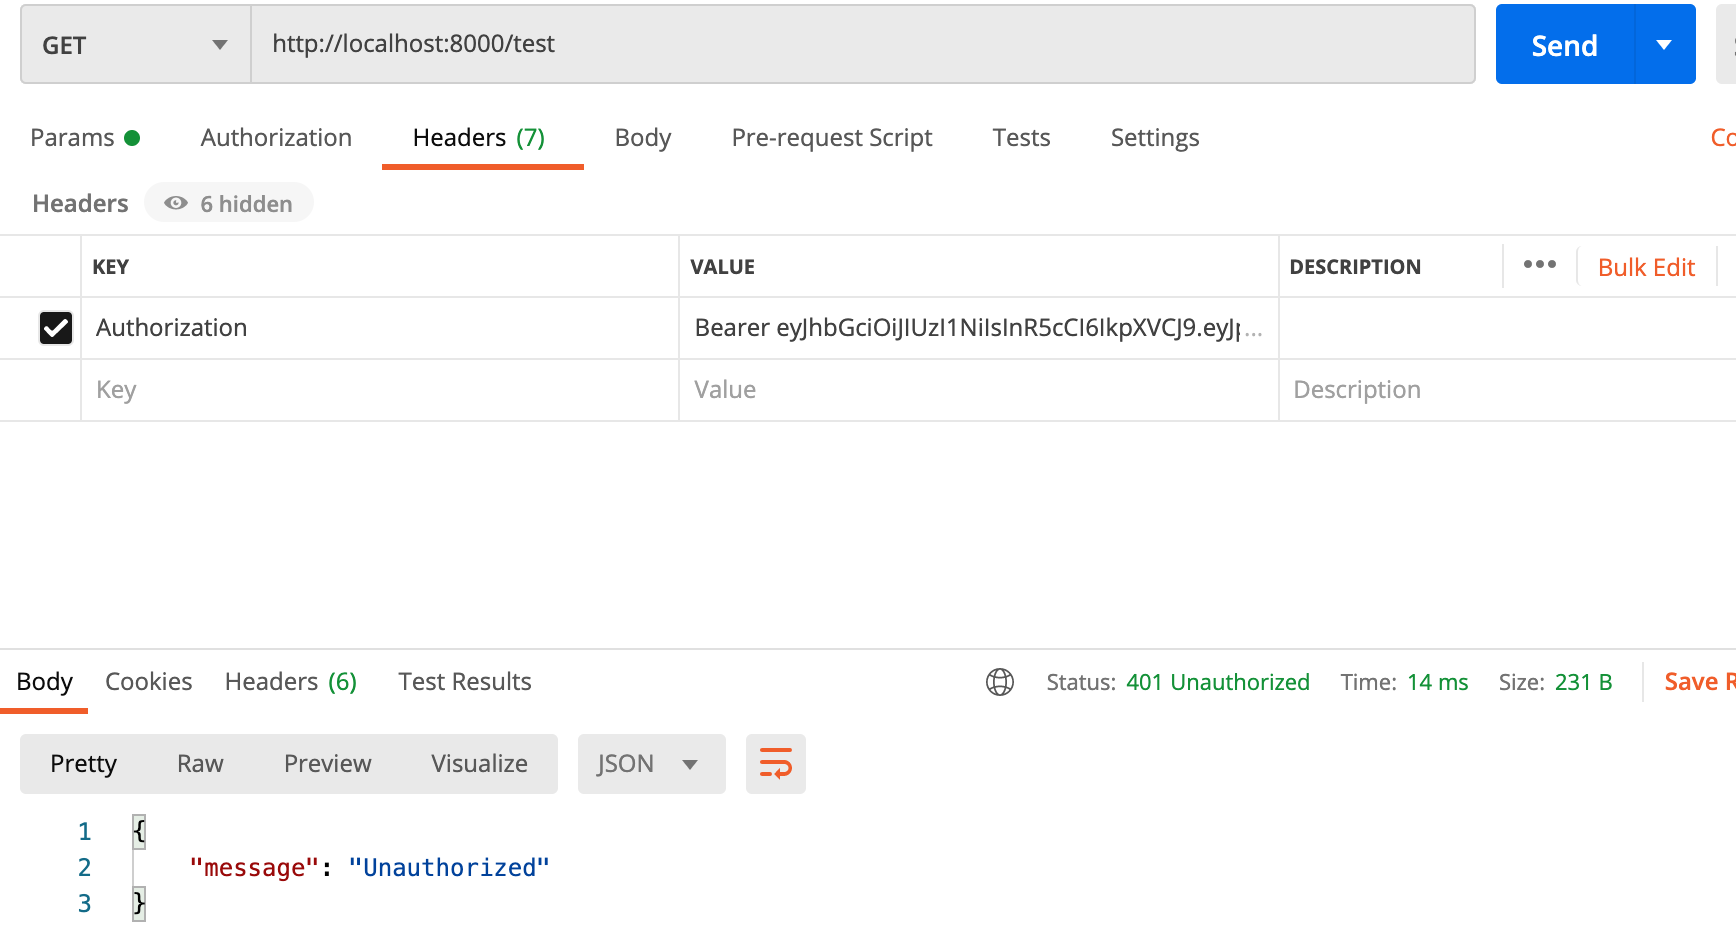 GET http://localhost:8000/test Send
Params Authorization Headers (7) Body Pre-request Script Tests Settings
Headers 6 hidden
KEY VALUE DESCRIPTION ••• Bulk Edit
Authorization Bearer eyJhbGciOiJIUzI1NiIsInR5cCI6IkpXVCJ9.eyJp...
Key Value Description
Body Cookies Headers (6) Test Results Status: 401 Unauthorized Time: 14 ms Size: 231 B Save
Pretty Raw Preview Visualize JSON
1 {
2 "message": "Unauthorized"
3 }